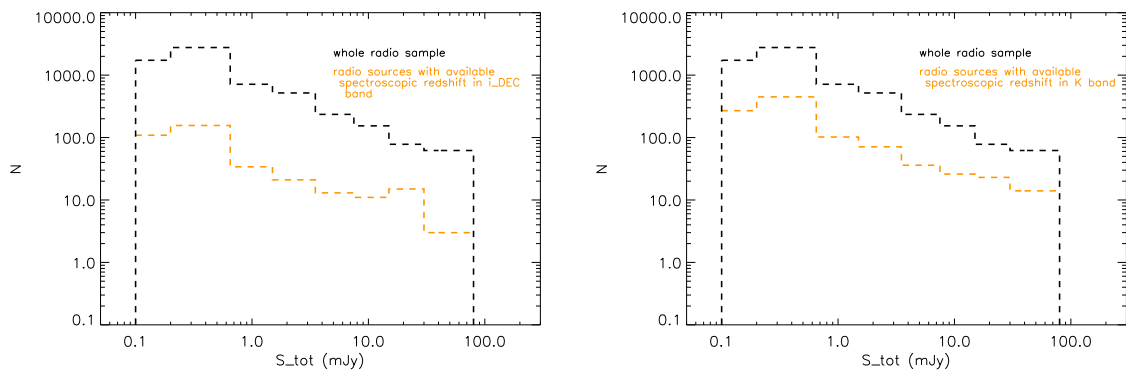 10000.0
1000.0
100.0
10.0
1.0
0.1
N
whole radio sample
radio sources with available
spectroscopic redshift in i_DEC
band
0.1 1.0 10.0 100.0
S_tot (mJy)
10000.0
1000.0
100.0
10.0
1.0
0.1
N
whole radio sample
radio sources with available
spectroscopic redshift in K band
0.1 1.0 10.0 100.0
S_tot (mJy)